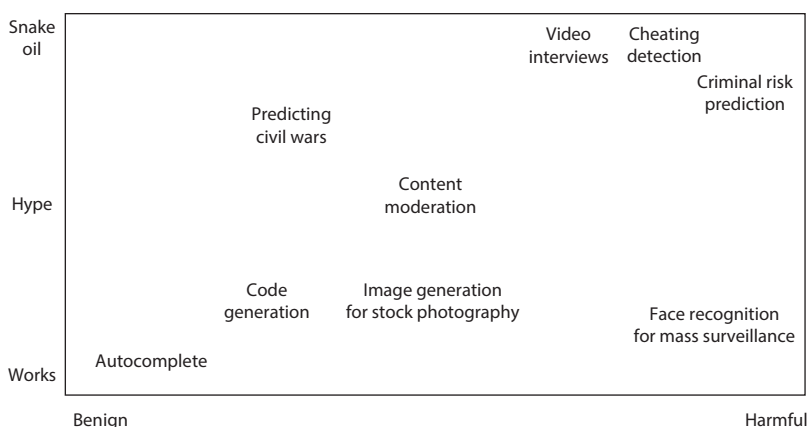 Snake
oil
Video
interviews
Cheating
detection
Criminal risk
prediction
Predicting
civil wars
Hype
Content
moderation
Code
generation
Image generation
for stock photography
Face recognition
for mass surveillance
Autocomplete
Works
Benign
Harmful